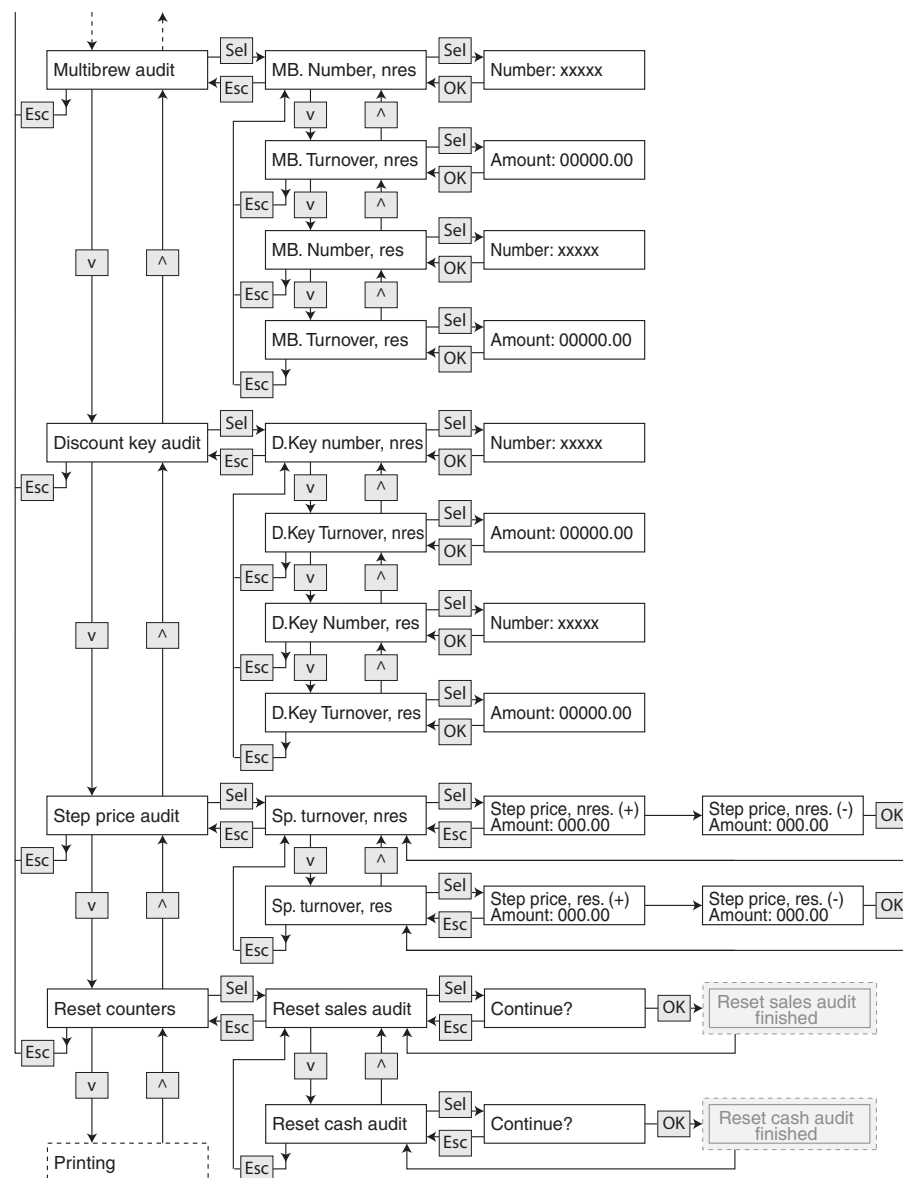 Sel
Sel
Multibrew audit
MB. Number, nres
Number: xxxxx
Esc
OK
Esc
v
^
Sel
MB. Turnover, nres
Amount: 00000.00
OK
Esc
v
^
Sel
MB. Number, res
Number: xxxxx
v
^
OK
Esc
v
^
Sel
MB. Turnover, res
Amount: 00000.00
OK
Esc
Sel
Sel
Discount key audit
D.Key number, nres
Number: xxxxx
Esc
OK
Esc
v
^
Sel
D.Key Turnover, nres
Amount: 00000.00
OK
Esc
v
^
Sel
D.Key Number, res
Number: xxxxx
v
^
OK
Esc
v
^
Sel
D.Key Turnover, res
Amount: 00000.00
OK
Esc
Sel
Sel
Step price audit
Sp. turnover, nres
Step price, nres. (+)
Amount: 000.00
Step price, nres. (-)
Amount: 000.00
OK
Esc
Esc
Esc
v
^
Sel
v
^
Sp. turnover, res
Step price, res. (+)
Amount: 000.00
Step price, res. (-)
Amount: 000.00
OK
Esc
Esc
Sel
Sel
Reset counters
Reset sales audit
Continue?
OK
Reset sales audit
finished
Esc
Esc
Esc
v
^
v
^
Sel
Reset cash audit
Continue?
OK
Reset cash audit
finished
Esc
Printing
Esc